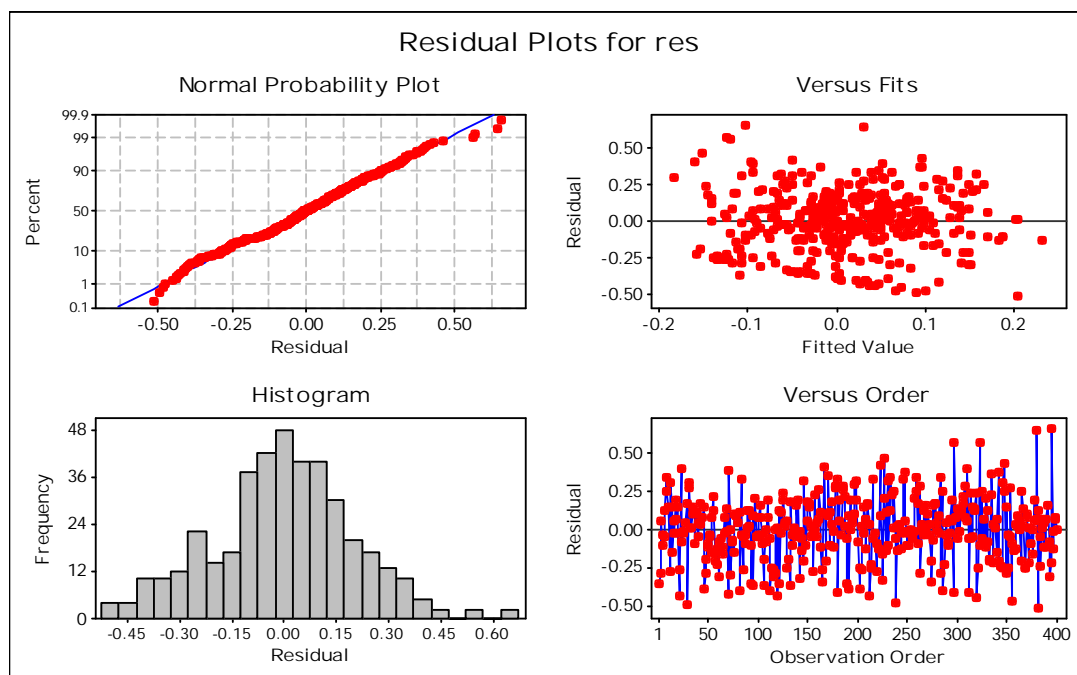 Residual Plots for res
Normal Probability Plot
99.9
99
90
50
10
1
0.1
Percent
-0.50 -0.25 0.00 0.25 0.50
Residual
Versus Fits
0.50
0.25
0.00
-0.25
-0.50
Residual
-0.2 -0.1 0.0 0.1 0.2
Fitted Value
Histogram
48
36
24
12
0
Frequency
-0.45 -0.30 -0.15 0.00 0.15 0.30 0.45 0.60
Residual
Versus Order
0.50
0.25
0.00
-0.25
-0.50
Residual
1 50 100 150 200 250 300 350 400
Observation Order